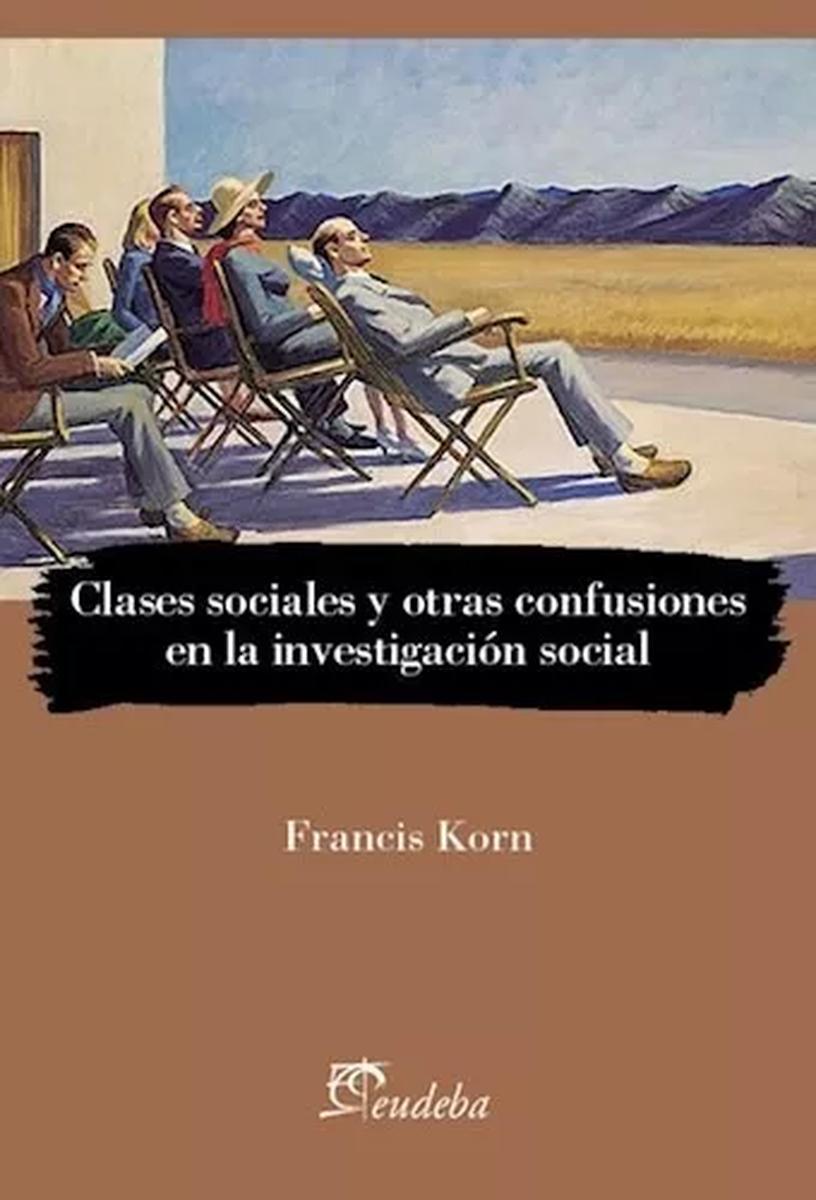 Clases sociales y otras confusiones
en la investigación social
Francis Korn
eudeba